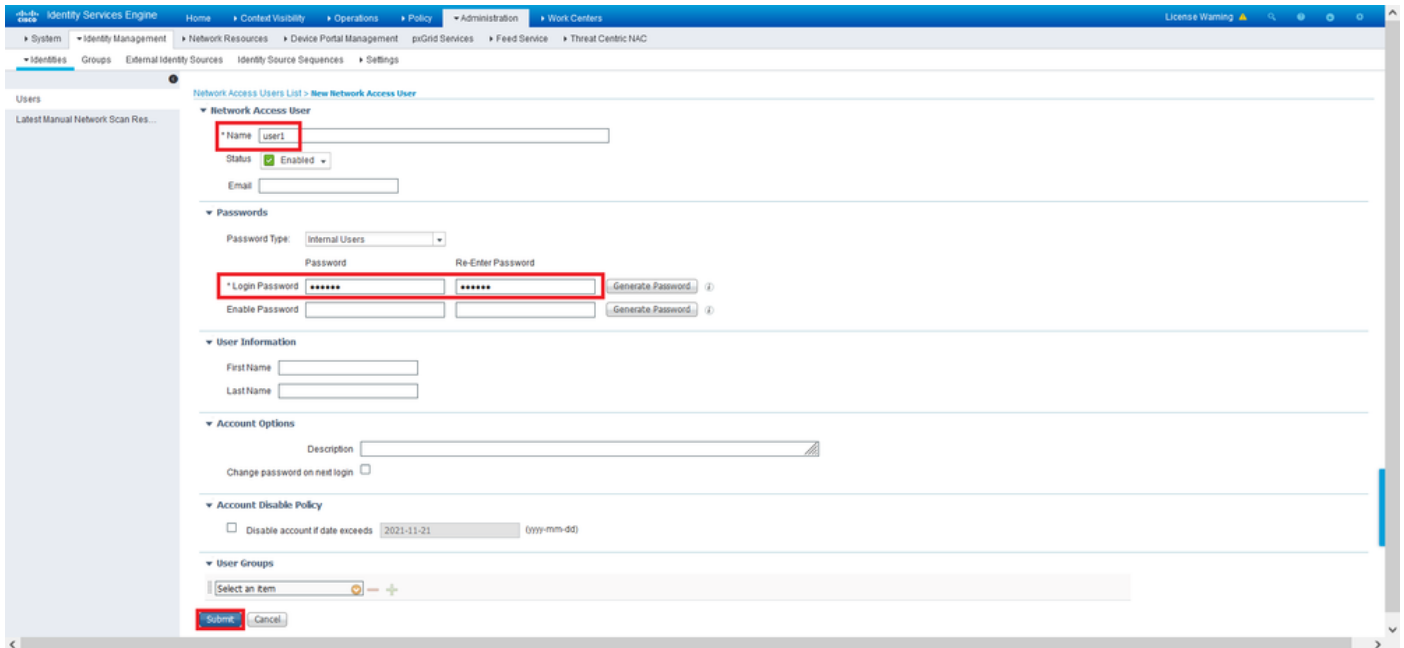 cisco Identity Services Engine Home Context Visibility Operations Policy Administration Work Centers License Warning
System Identity Management Network Resources Device Portal Management pxGrid Services Feed Service Threat Centric NAC
Identities Groups External Identity Sources Identity Source Sequences Settings
Users
Latest Manual Network Scan Res...
Network Access Users List > New Network Access User
Network Access User
* Name user1
Status Enabled
Email
Passwords
Password Type: Internal Users
Password Re-Enter Password
* Login Password •••••• •••••• Generate Password i
Enable Password Generate Password i
User Information
First Name
Last Name
Account Options
Description
Change password on next login
Account Disable Policy
Disable account if date exceeds 2021-11-21 (yyyy-mm-dd)
User Groups
Select an item
Submit Cancel